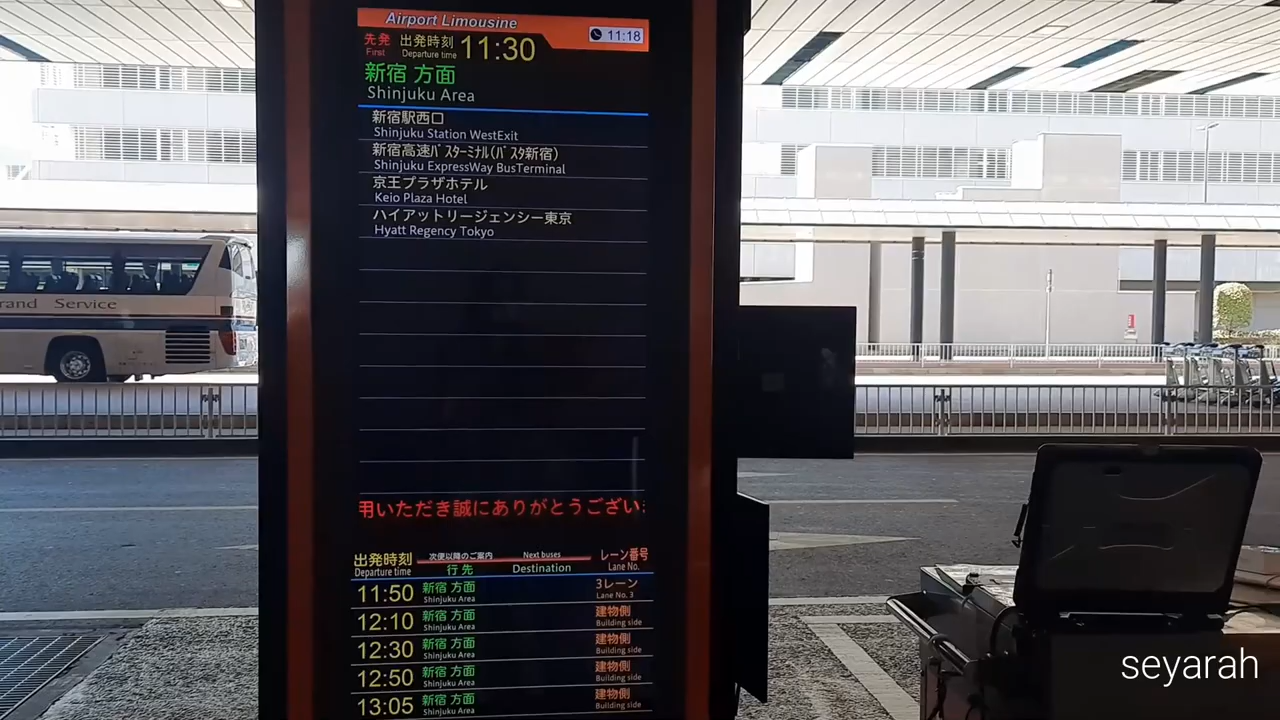 Airport Limousine
11:18
先発 出発時刻 11:30
First Departure time
新宿 方面
Shinjuku Area
新宿駅西口
Shinjuku Station WestExit
新宿高速バスターミナル(バスタ新宿)
Shinjuku ExpressWay BusTerminal
京王プラザホテル
Keio Plaza Hotel
ハイアットリージェンシー東京
Hyatt Regency Tokyo
rand Service
用いただき誠にありがとうござい
出発時刻 次便以降のご案内 Next buses レーン番号
Departure time 行先 Destination Lane No.
11:50 新宿 方面 3レーン
Shinjuku Area Lane No. 3
12:10 新宿 方面 建物側
Shinjuku Area Building side
12:30 新宿 方面 建物側
Shinjuku Area Building side
12:50 新宿 方面 建物側
Shinjuku Area Building side
13:05 新宿 方面 建物側
Shinjuku Area Building side
seyarah